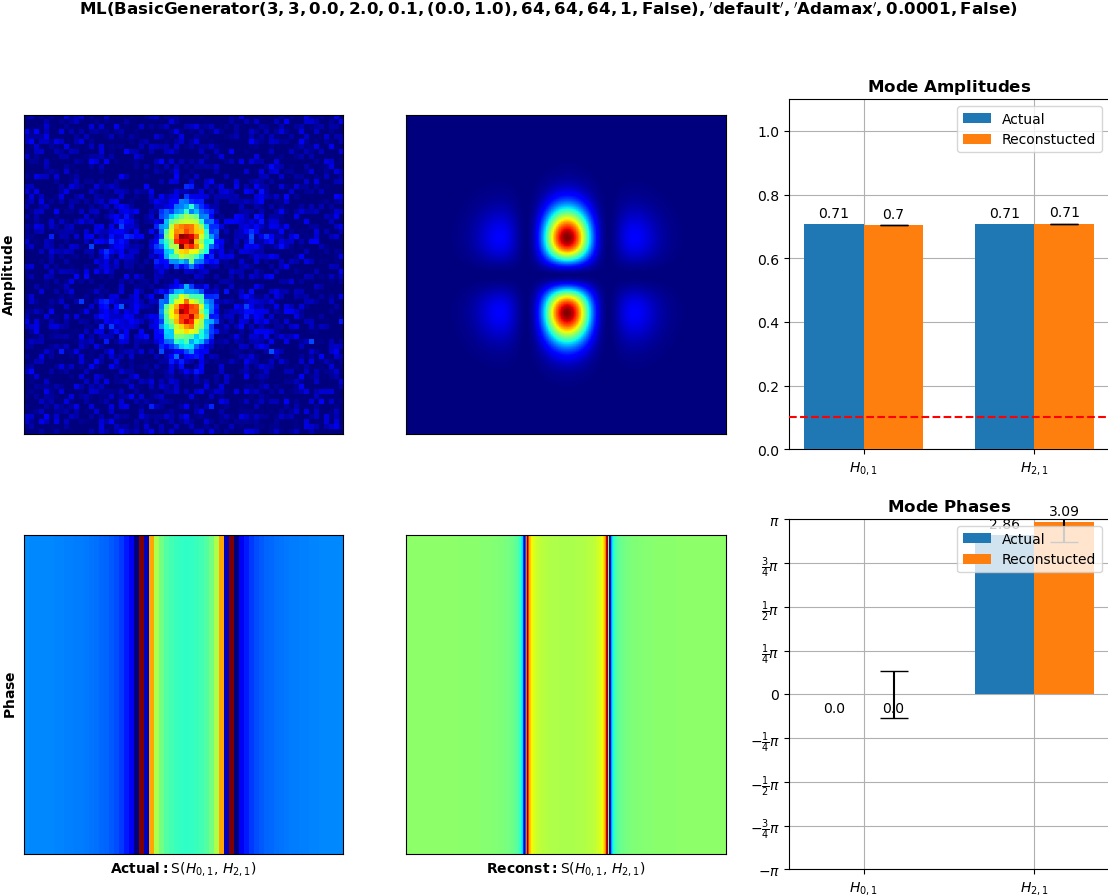 ML(BasicGenerator(3, 3, 0.0, 2.0, 0.1, (0.0, 1.0), 64, 64, 64, 1, False), ′default′, ′Adamax′, 0.0001, False)
Mode Amplitudes
Amplitude
1.0
0.8
0.6
0.4
0.2
0.0
Actual
Reconstucted
0.71
0.7
0.71
0.71
H0, 1
H2, 1
Mode Phases
Phase
π
3/4π
1/2π
1/4π
0
−1/4π
−1/2π
−3/4π
−π
2.86
3.09
Actual
Reconstucted
0.0
0.0
H0, 1
H2, 1
Actual: S(H0, 1, H2, 1)
Reconst: S(H0, 1, H2, 1)